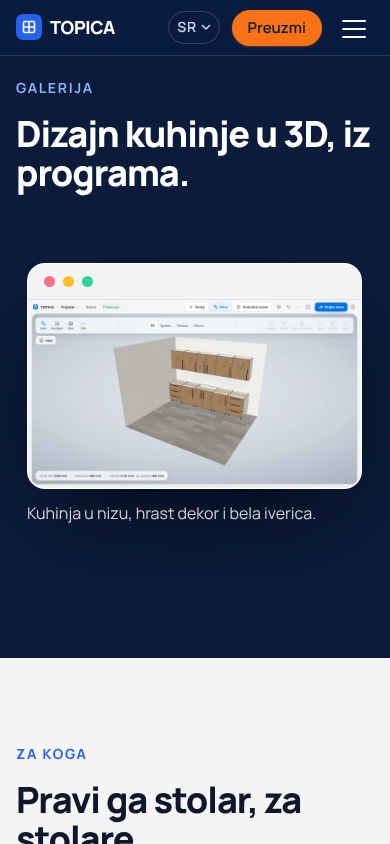 TOPICA
SR
Preuzmi
GALERIJA
Dizajn kuhinje u 3D, iz
programa.
TOPICA
Kuhinja u nizu, hrast dekor i bela iverica.
ZA KOGA
Pravi ga stolar, za
stolare